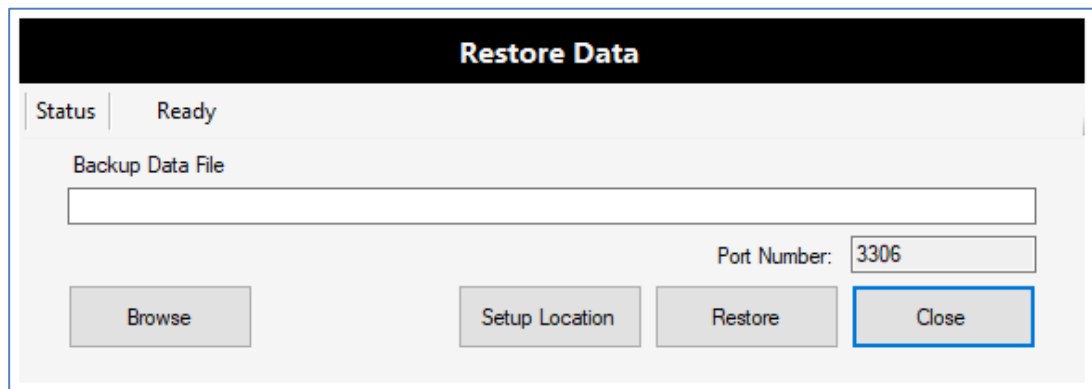 Restore Data
Status Ready
Backup Data File
Port Number: 3306
Browse Setup Location Restore Close